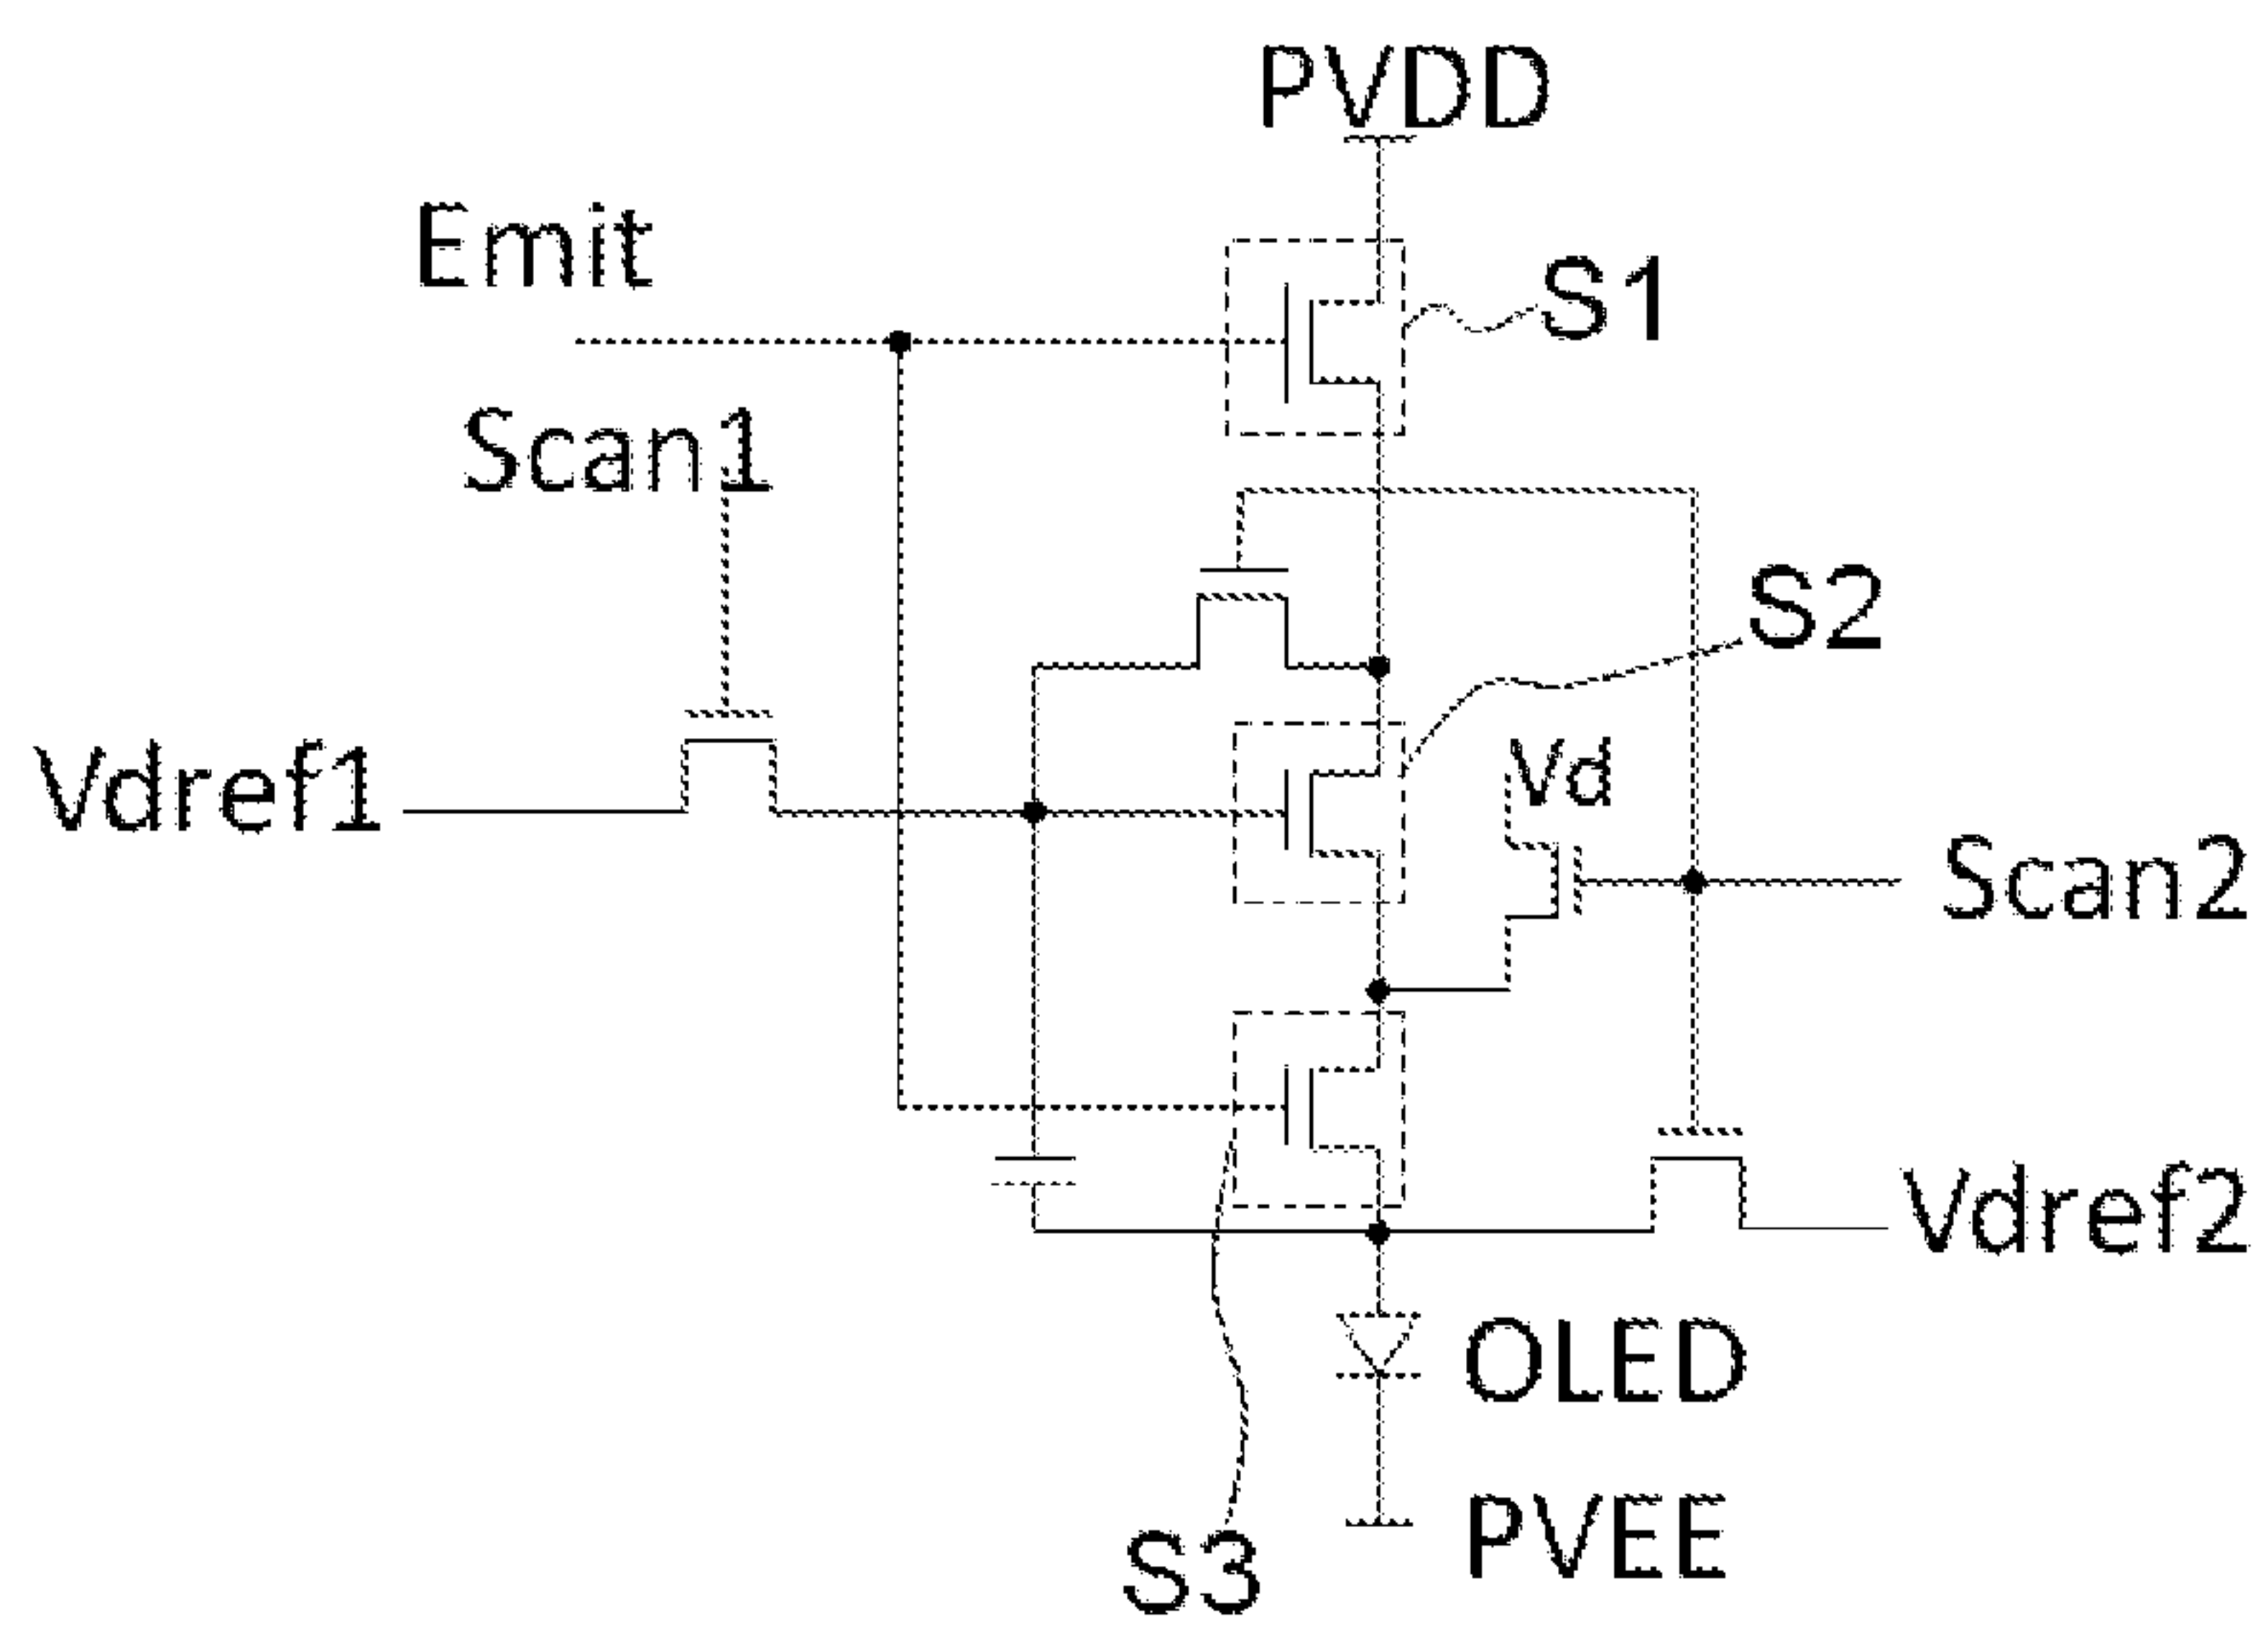 PVDD
Emit
S1
Scan1
S2
Vdref1
Vd
Scan2
Vdref2
OLED
PVEE
S3